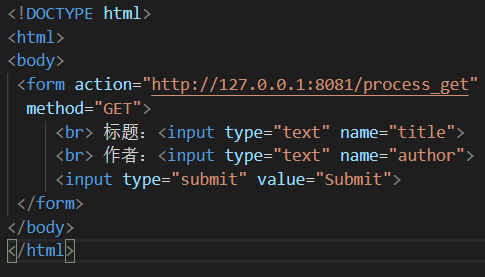 <!DOCTYPE html>
<html>
<body>
<form action="http://127.0.0.1:8081/process_get"
method="GET">
<br> 标题：<input type="text" name="title">
<br> 作者：<input type="text" name="author">
<input type="submit" value="Submit">
</form>
</body>
</html>